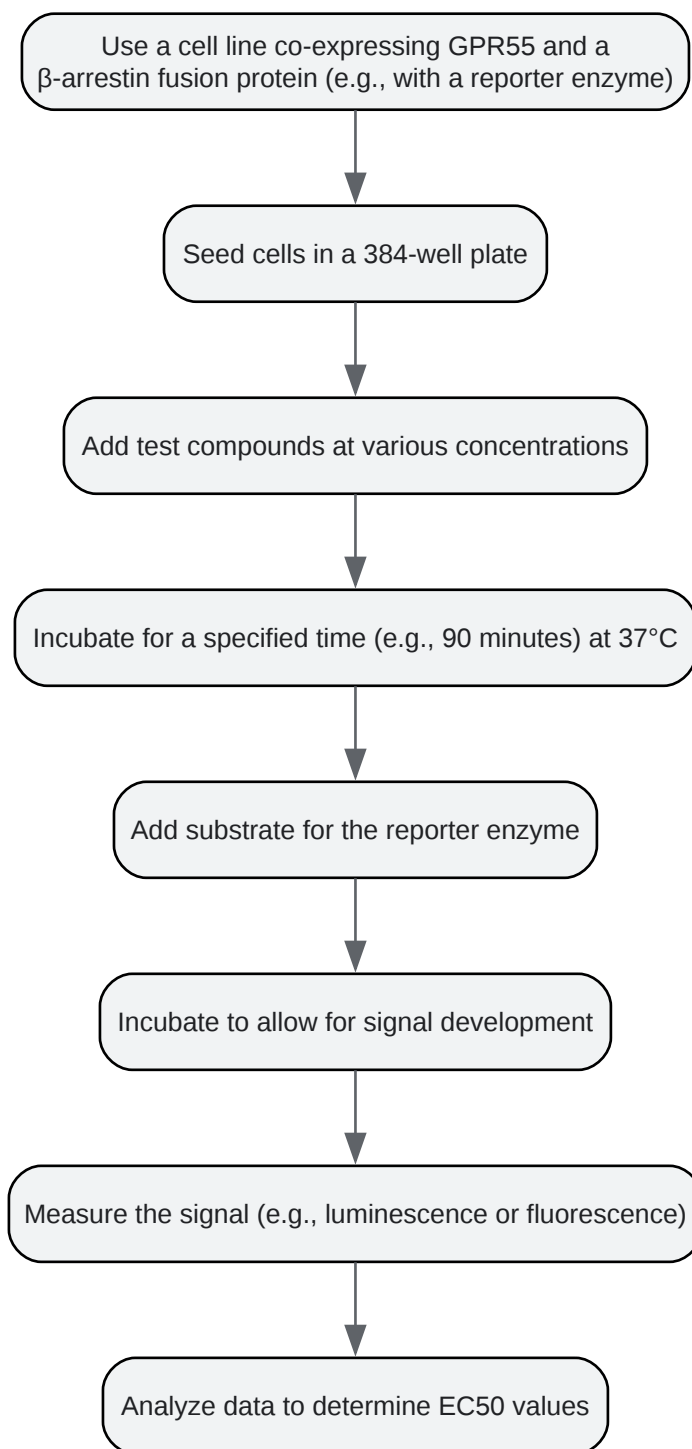 Use a cell line co-expressing GPR55 and a
β-arrestin fusion protein (e.g., with a reporter enzyme)
Seed cells in a 384-well plate
Add test compounds at various concentrations
Incubate for a specified time (e.g., 90 minutes) at 37°C
Add substrate for the reporter enzyme
Incubate to allow for signal development
Measure the signal (e.g., luminescence or fluorescence)
Analyze data to determine EC50 values